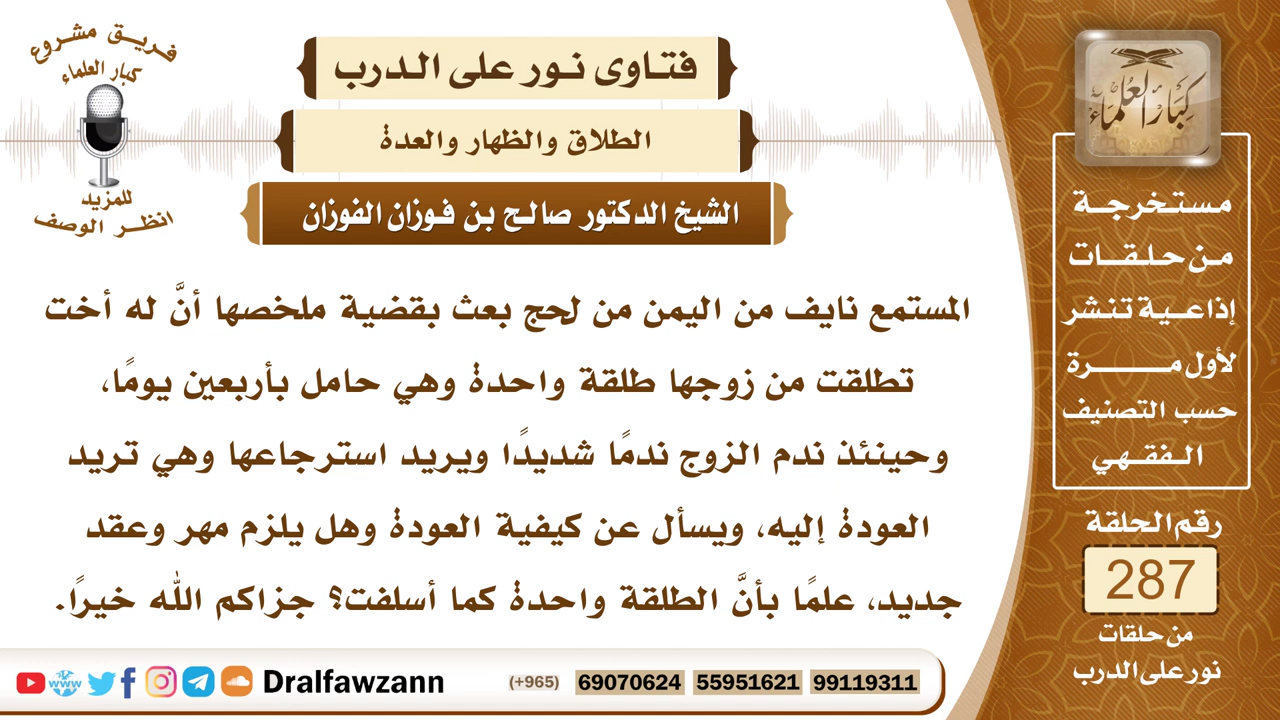 فريق مشروع
كبار العلماء
للمزيد
انظر الوصف
فتاوى نور على الدرب
الطلاق والظهار والعدة
الشيخ الدكتور صالح بن فوزان الفوزان
المستمع نايف من اليمن من لحج بعث بقضية ملخصها أنَّ له أخت
تطلقت من زوجها طلقة واحدة وهي حامل بأربعين يومًا،
وحينئذ ندم الزوج ندمًا شديدًا ويريد استرجاعها وهي تريد
العودة إليه، ويسأل عن كيفية العودة وهل يلزم مهر وعقد
جديد، علمًا بأنَّ الطلقة واحدة كما أسلفت؟ جزاكم الله خيرًا.
كبار العلماء
مستخرجة
من حلقات
إذاعية تنشر
لأول مرة
حسب التصنيف
الفقهي
رقم الحلقة
287
من حلقات
نور على الدرب
www Dralfawzann (+965) 69070624 55951621 99119311